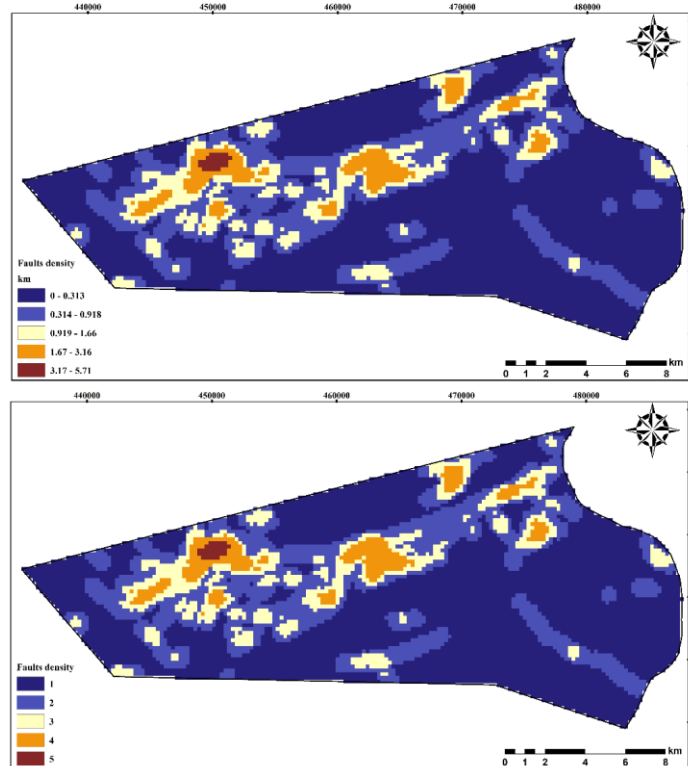 440000 450000 460000 470000 480000
Faults density
km
0 - 0.313
0.314 - 0.918
0.919 - 1.66
1.67 - 3.16
3.17 - 5.71
km
0 1 2 4 6 8
440000 450000 460000 470000 480000
Faults density
1
2
3
4
5
km
0 1 2 4 6 8